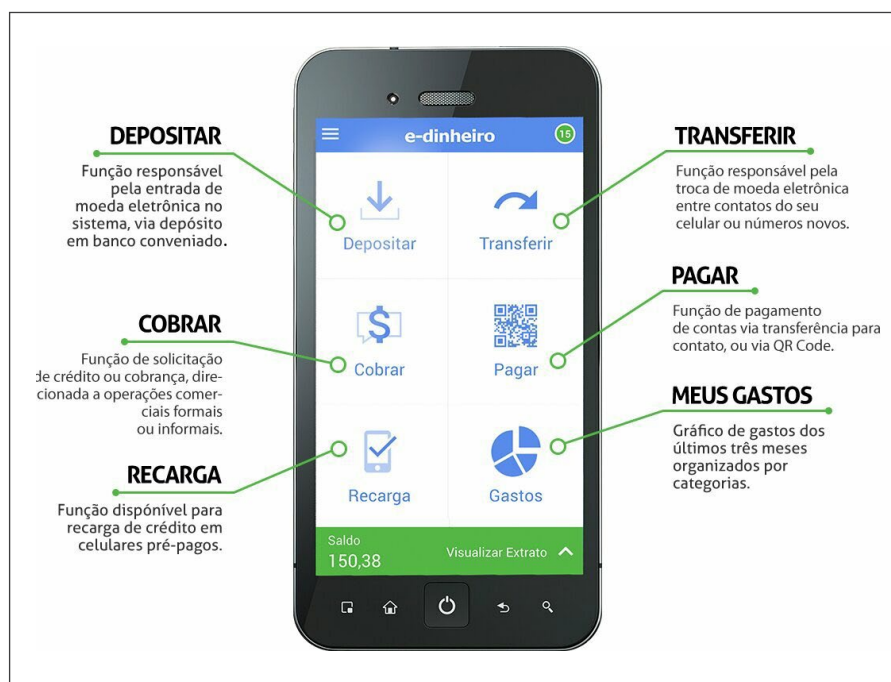 DEPOSITAR
Função responsável
pela entrada de
moeda eletrônica no
sistema, via depósito
em banco conveniado.
COBRAR
Função de solicitação
de crédito ou cobrança, dire-
cionada a operações comer-
ciais formais
ou informais.
RECARGA
Função dispónível para
recarga de crédito em
celulares pré-pagos.
e-dinheiro
15
Depositar
Transferir
$
Cobrar
Pagar
Recarga
Gastos
Saldo
150,38
Visualizar Extrato
TRANSFERIR
Função responsável pela
troca de moeda eletrônica
entre contatos do seu
celular ou números novos.
PAGAR
Função de pagamento
de contas via transferência para
contato, ou via QR Code.
MEUS GASTOS
Gráfico de gastos dos
últimos três meses
organizados por
categorias.